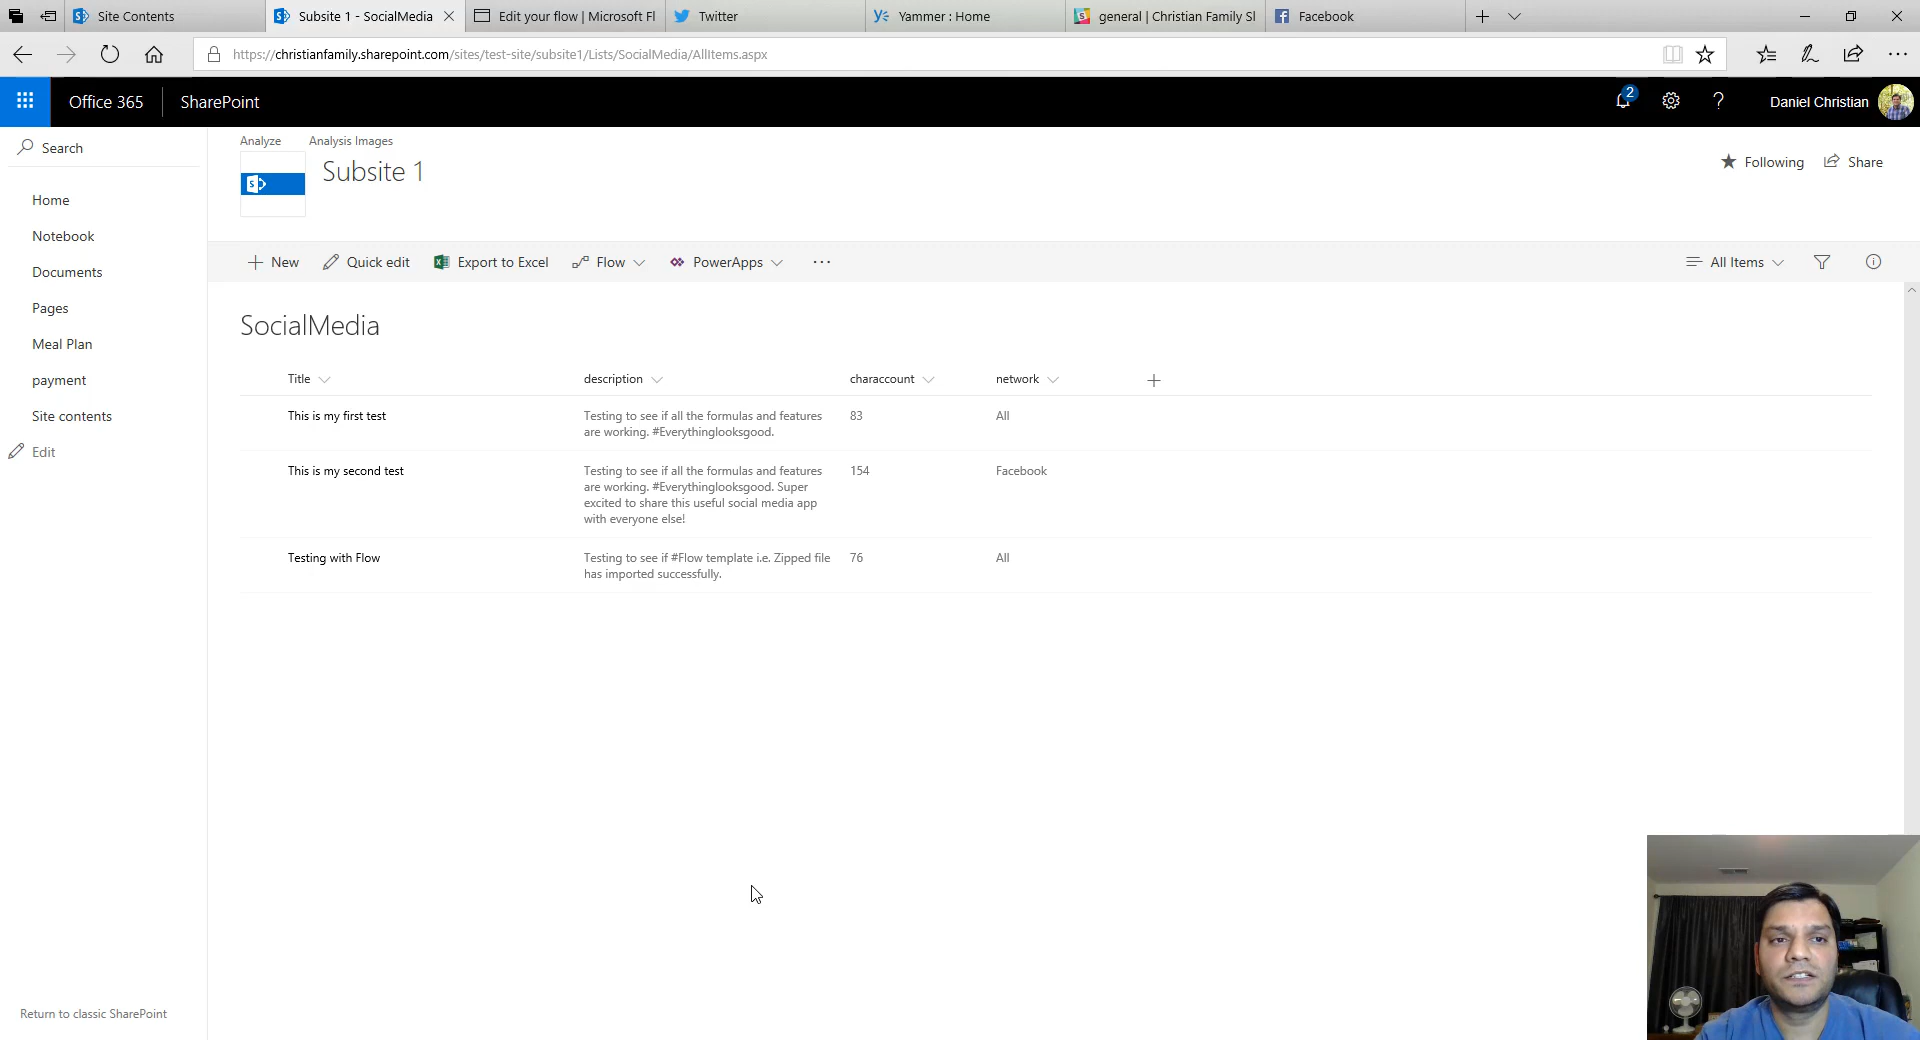 Site Contents
Subsite 1 - SocialMedia
Edit your flow | Microsoft Fl
Twitter
Yammer : Home
general | Christian Family Sl
Facebook
https://christianfamily.sharepoint.com/sites/test-site/subsite1/Lists/SocialMedia/AllItems.aspx
Office 365
SharePoint
2
?
Daniel Christian
Search
Analyze
Analysis Images
Subsite 1
Following
Share
Home
Notebook
Documents
Pages
Meal Plan
payment
Site contents
Edit
New
Quick edit
Export to Excel
Flow
PowerApps
All Items
SocialMedia
Title
description
characcount
network
This is my first test
Testing to see if all the formulas and features
are working. #Everythinglooksgood.
83
All
This is my second test
Testing to see if all the formulas and features
are working. #Everythinglooksgood. Super
excited to share this useful social media app
with everyone else!
154
Facebook
Testing with Flow
Testing to see if #Flow template i.e. Zipped file
has imported successfully.
76
All
Return to classic SharePoint